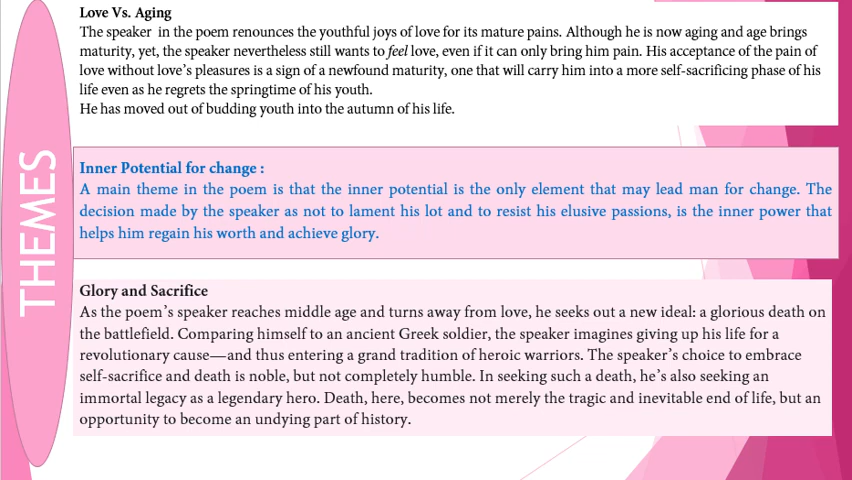 Love Vs. Aging
The speaker in the poem renounces the youthful joys of love for its mature pains. Although he is now aging and age brings
maturity, yet, the speaker nevertheless still wants to feel love, even if it can only bring him pain. His acceptance of the pain of
love without love's pleasures is a sign of a newfound maturity, one that will carry him into a more self-sacrificing phase of his
life even as he regrets the springtime of his youth.
He has moved out of budding youth into the autumn of his life.
THEMES
Inner Potential for change :
A main theme in the poem is that the inner potential is the only element that may lead man for change. The
decision made by the speaker as not to lament his lot and to resist his elusive passions, is the inner power that
helps him regain his worth and achieve glory.
Glory and Sacrifice
As the poem's speaker reaches middle age and turns away from love, he seeks out a new ideal: a glorious death on
the battlefield. Comparing himself to an ancient Greek soldier, the speaker imagines giving up his life for a
revolutionary cause—and thus entering a grand tradition of heroic warriors. The speaker's choice to embrace
self-sacrifice and death is noble, but not completely humble. In seeking such a death, he's also seeking an
immortal legacy as a legendary hero. Death, here, becomes not merely the tragic and inevitable end of life, but an
opportunity to become an undying part of history.